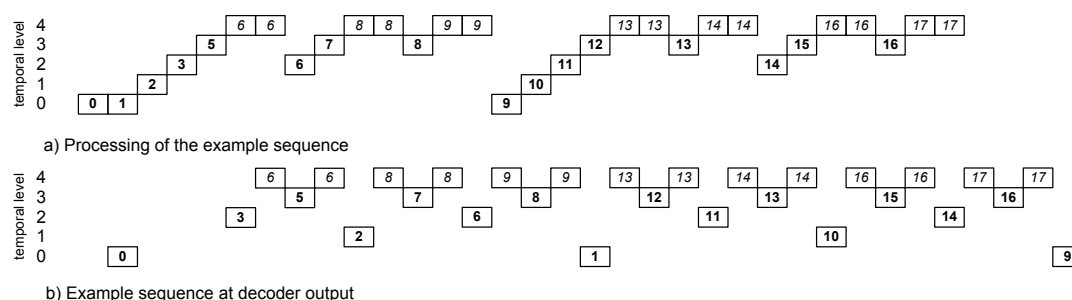 temporal level
4 6 6 8 8 9 9 13 13 14 14 16 16 17 17
3 5 7 8 12 13 15 16
2 3 6 11 14
1 2 10
0 0 1 9
a) Processing of the example sequence
temporal level
4 6 6 8 8 9 9 13 13 14 14 16 16 17 17
3 5 7 8 12 13 15 16
2 3 6 11 14
1 2 10
0 0 1 9
b) Example sequence at decoder output